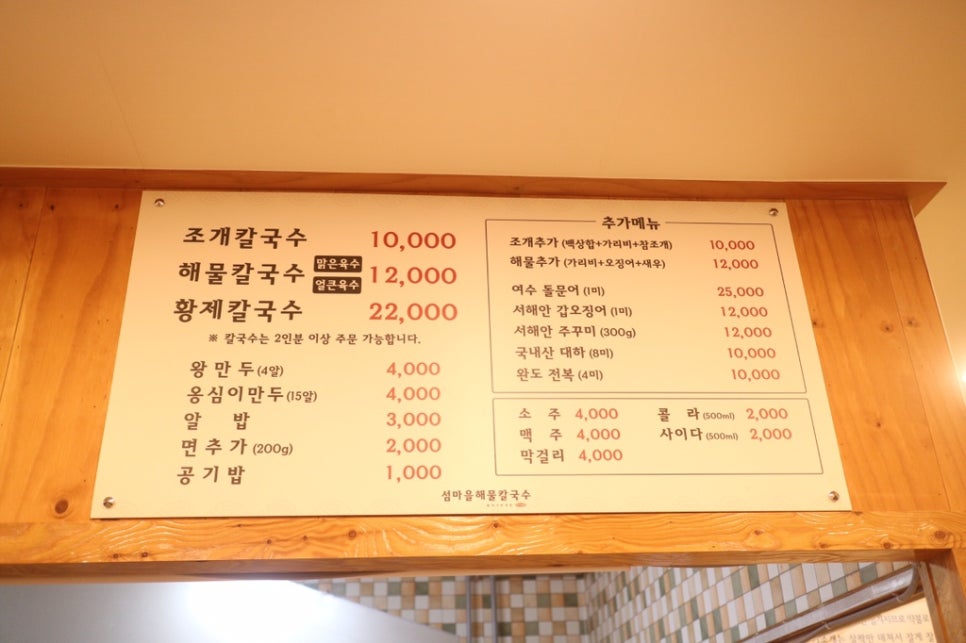 조개칼국수 10,000
해물칼국수 맑은육수 얼큰육수 12,000
황제칼국수 22,000
※ 칼국수는 2인분 이상 주문 가능합니다.
왕만두 (4알) 4,000
옹심이만두 (15알) 4,000
알 밥 3,000
면추가 (200g) 2,000
공기밥 1,000
추가메뉴
조개추가 (백상합+가리비+참조개) 10,000
해물추가 (가리비+오징어+새우) 12,000
여수 돌문어 (1미) 25,000
서해안 갑오징어 (1미) 12,000
서해안 주꾸미 (300g) 12,000
국내산 대하 (8미) 10,000
완도 전복 (4미) 10,000
소 주 4,000 콜 라 (500ml) 2,000
맥 주 4,000 사이다 (500ml) 2,000
막걸리 4,000
섬마을해물칼국수